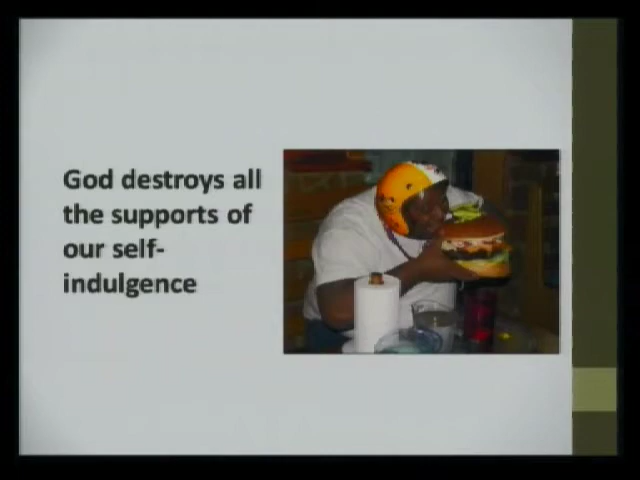 God destroys all
the supports of
our self-
indulgence